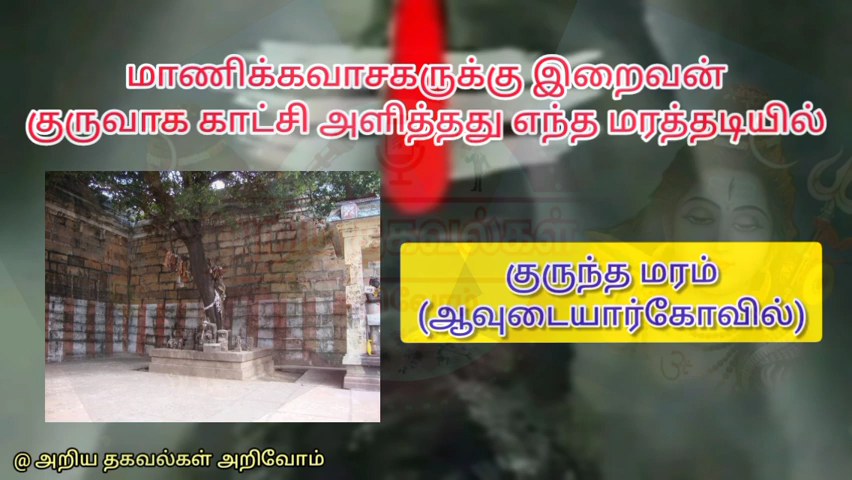 மாணிக்கவாசகருக்கு இறைவன்
குருவாக காட்சி அளித்தது எந்த மரத்தடியில்
குருந்த மரம்
(ஆவுடையார்கோவில்)
@ அறிய தகவல்கள் அறிவோம்